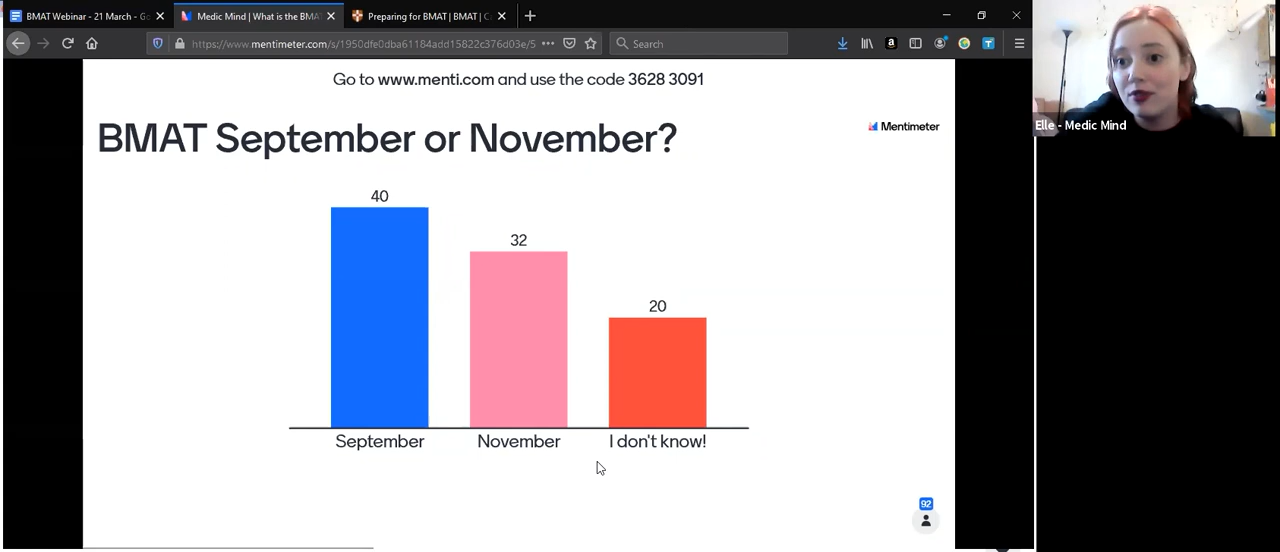 BMAT Webinar - 21 March - Go
Medic Mind | What is the BMAT
Preparing for BMAT | BMAT | C
https://www.mentimeter.com/s/1950dfe0dba61184add15822c376d03e/5
Search
Go to www.menti.com and use the code 3628 3091
BMAT September or November?
Mentimeter
40
32
20
September
November
I don't know!
92
Elle - Medic Mind